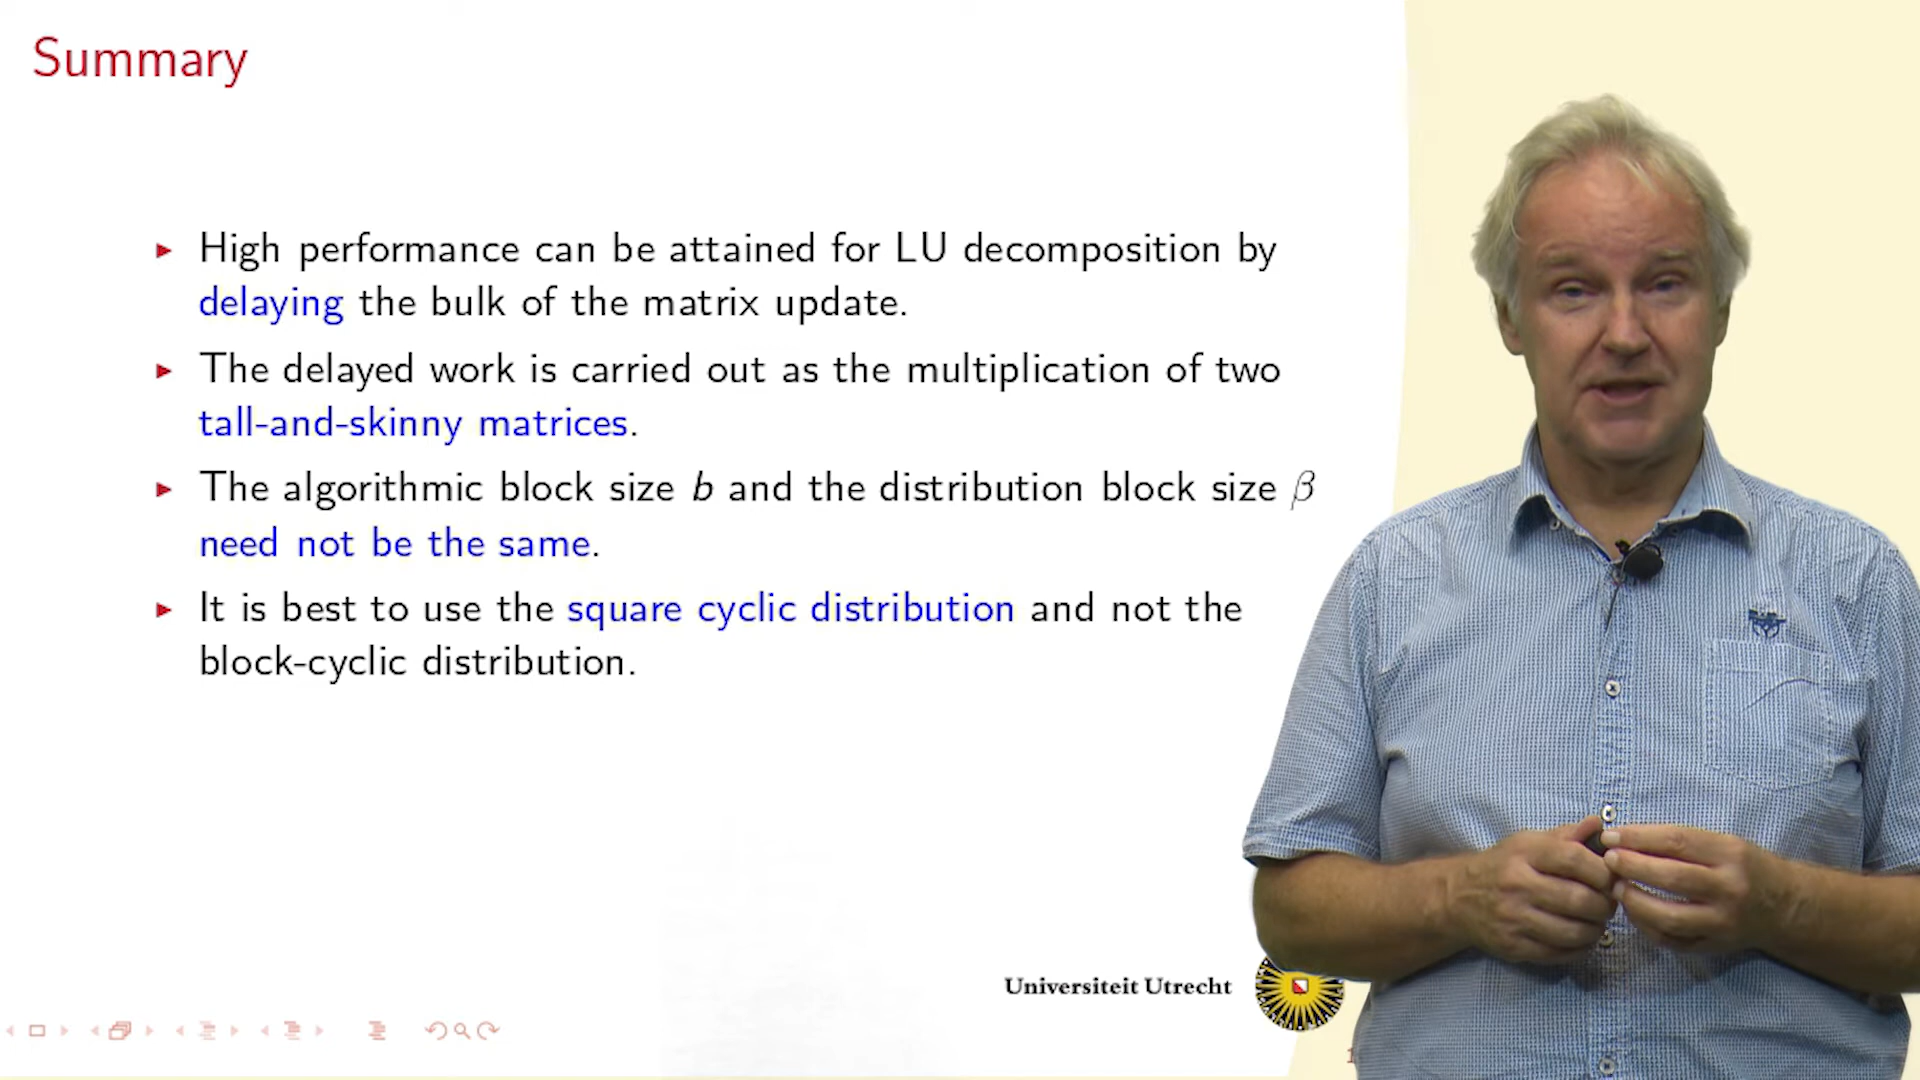 Summary
High performance can be attained for LU decomposition by
delaying the bulk of the matrix update.
The delayed work is carried out as the multiplication of two
tall-and-skinny matrices.
The algorithmic block size b and the distribution block size β
need not be the same.
It is best to use the square cyclic distribution and not the
block-cyclic distribution.
Universiteit Utrecht